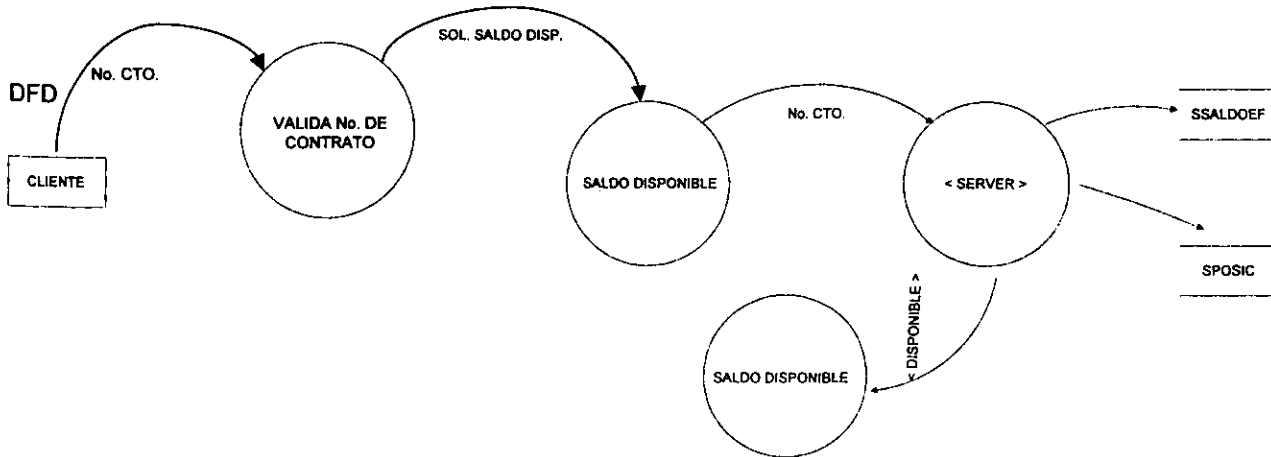 DFD
No. CTO.
SOL. SALDO DISP.
CLIENTE
VALIDA No. DE
CONTRATO
SALDO DISPONIBLE
No. CTO.
< SERVER >
SSALDOEF
SPOSIC
< DISPONIBLE >
SALDO DISPONIBLE